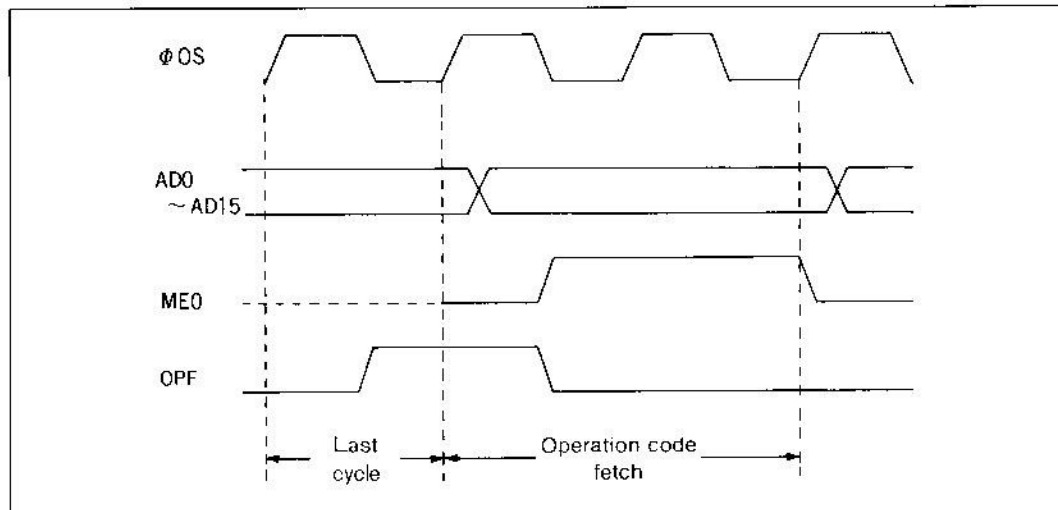 ΦOS
AD0
~AD15
ME0
OPF
Last
cycle
Operation code
fetch